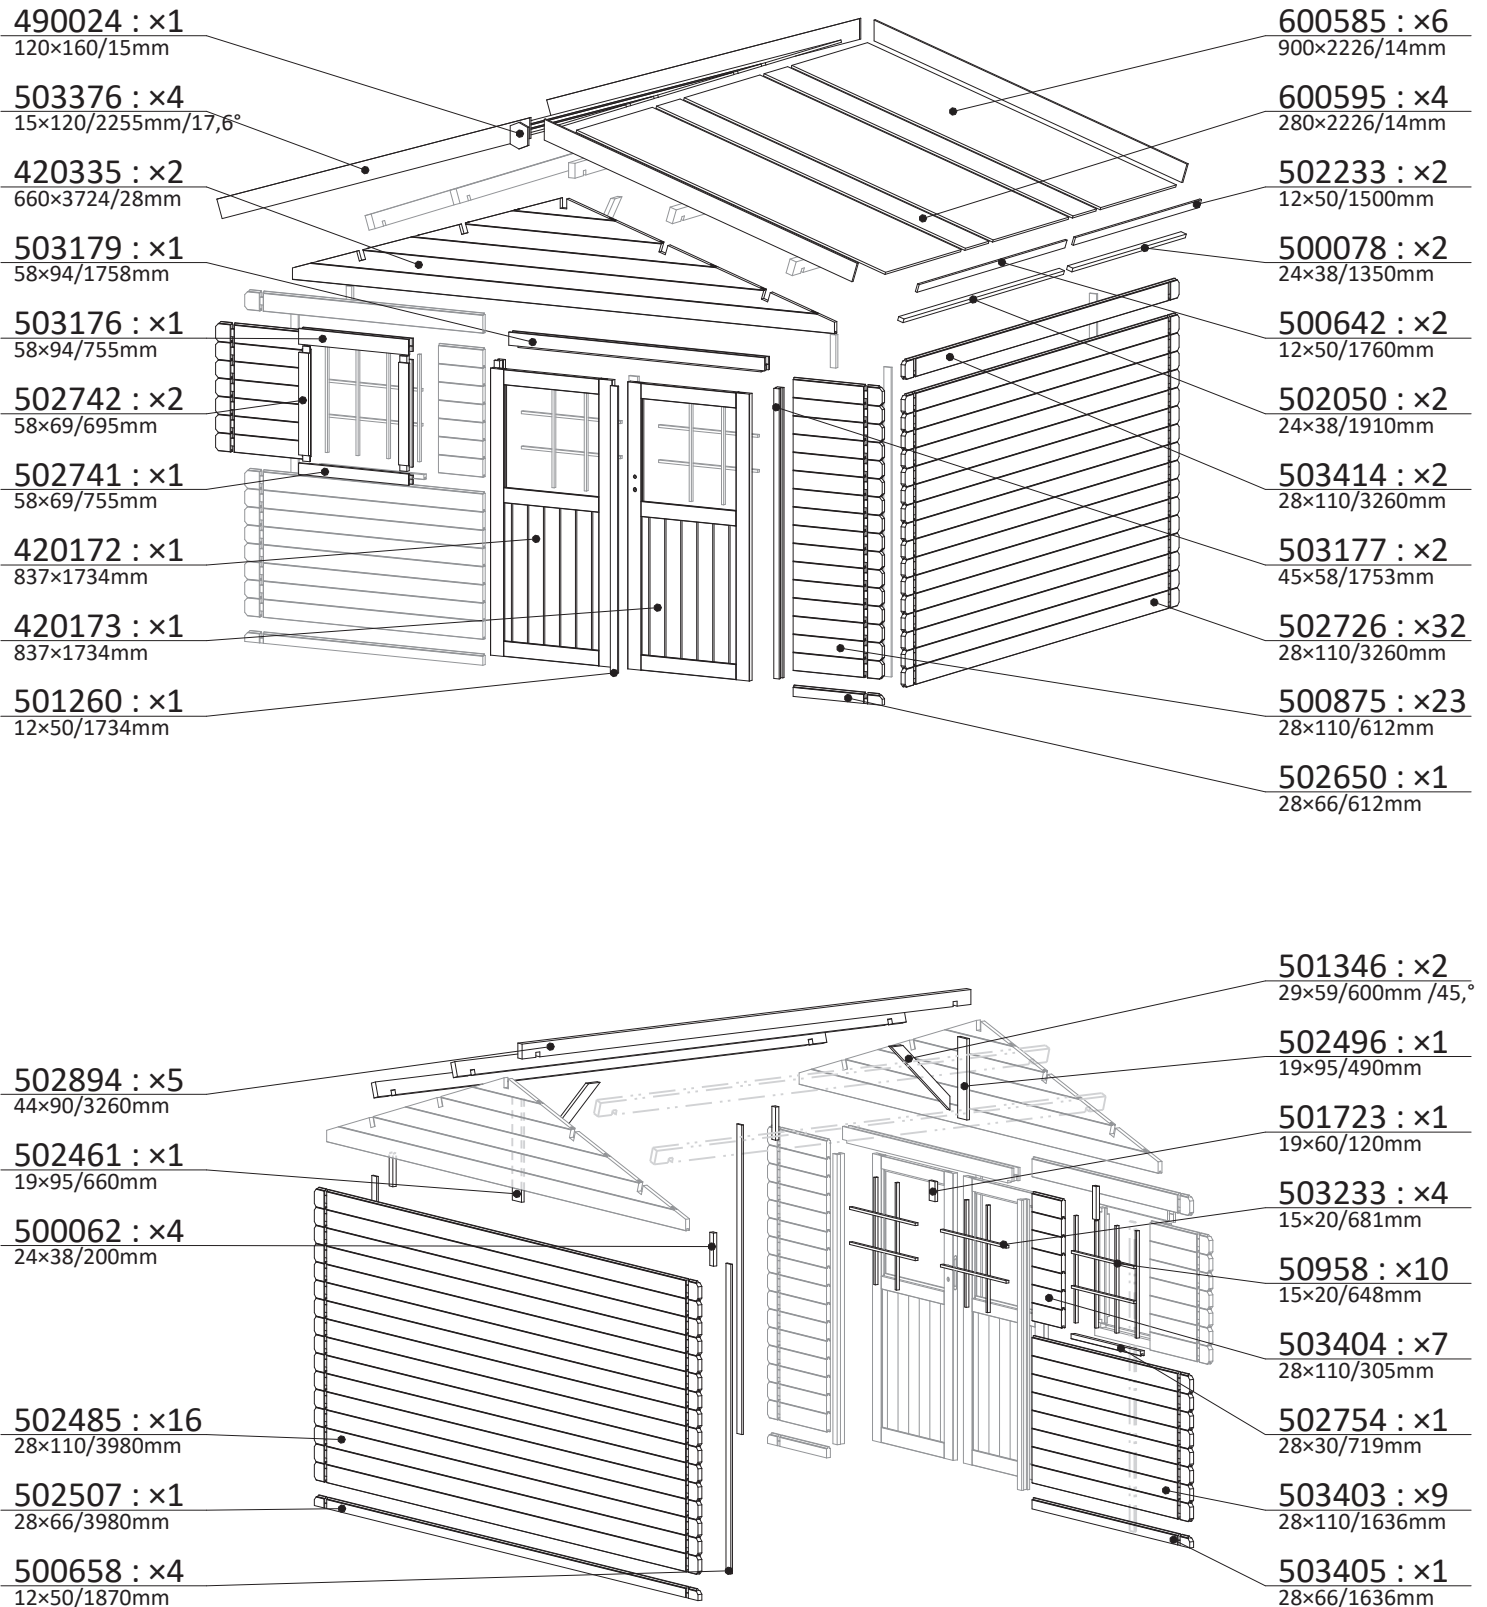 490024 : ×1
120×160/15mm
503376 : ×4
15×120/2255mm/17,6°
420335 : ×2
660×3724/28mm
503179 : ×1
58×94/1758mm
503176 : ×1
58×94/755mm
502742 : ×2
58×69/695mm
502741 : ×1
58×69/755mm
420172 : ×1
837×1734mm
420173 : ×1
837×1734mm
501260 : ×1
12×50/1734mm
600585 : ×6
900×2226/14mm
600595 : ×4
280×2226/14mm
502233 : ×2
12×50/1500mm
500078 : ×2
24×38/1350mm
500642 : ×2
12×50/1760mm
502050 : ×2
24×38/1910mm
503414 : ×2
28×110/3260mm
503177 : ×2
45×58/1753mm
502726 : ×32
28×110/3260mm
500875 : ×23
28×110/612mm
502650 : ×1
28×66/612mm
502894 : ×5
44×90/3260mm
502461 : ×1
19×95/660mm
500062 : ×4
24×38/200mm
502485 : ×16
28×110/3980mm
502507 : ×1
28×66/3980mm
500658 : ×4
12×50/1870mm
501346 : ×2
29×59/600mm /45,°
502496 : ×1
19×95/490mm
501723 : ×1
19×60/120mm
503233 : ×4
15×20/681mm
50958 : ×10
15×20/648mm
503404 : ×7
28×110/305mm
502754 : ×1
28×30/719mm
503403 : ×9
28×110/1636mm
503405 : ×1
28×66/1636mm